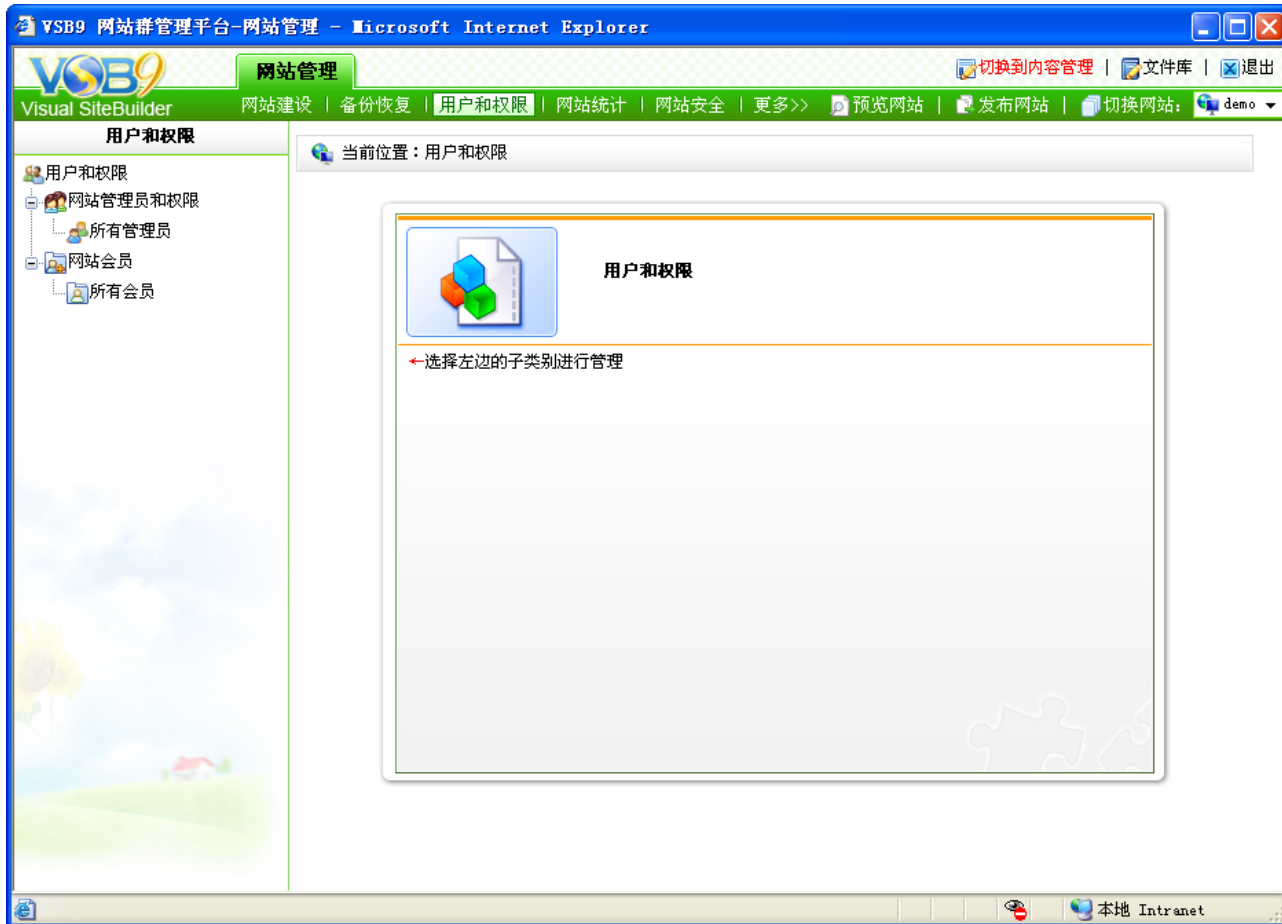 VSB9 网站群管理平台-网站管理 - Microsoft Internet Explorer
VSB9 网站管理 切换到内容管理 | 文件库 | 退出
Visual SiteBuilder 网站建设 | 备份恢复 | 用户和权限 | 网站统计 | 网站安全 | 更多>> 预览网站 | 发布网站 | 切换网站: demo
用户和权限
当前位置：用户和权限
用户和权限
网站管理员和权限
所有管理员
网站会员
所有会员
用户和权限
←选择左边的子类别进行管理
本地 Intranet